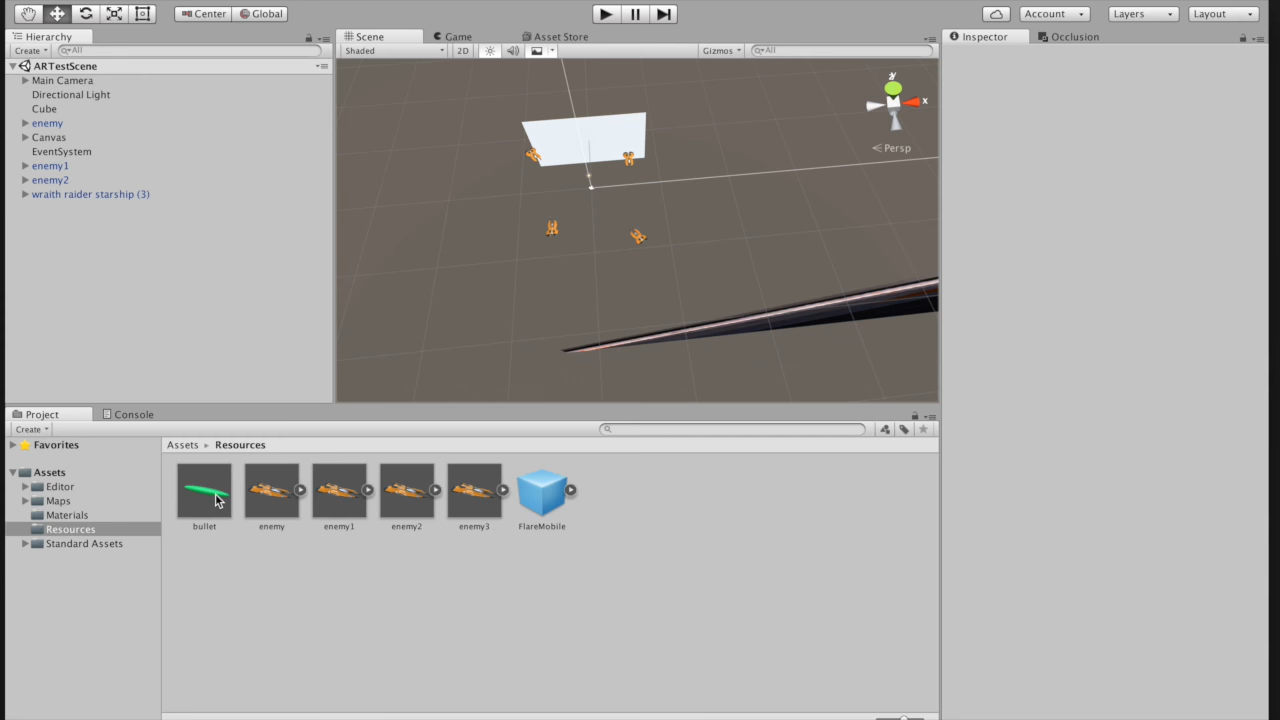 Center Global Account Layers Layout
Hierarchy Scene Game Asset Store Inspector Occlusion
Create All Shaded 2D Gizmos All
ARTestScene
Main Camera
Directional Light
Cube
enemy
Canvas
EventSystem
enemy1
enemy2
wraith raider starship (3)
y
x
Persp
Project Console
Create
Favorites Assets Resources
Assets
Editor
Maps
Materials
Resources
Standard Assets
bullet enemy enemy1 enemy2 enemy3 FlareMobile